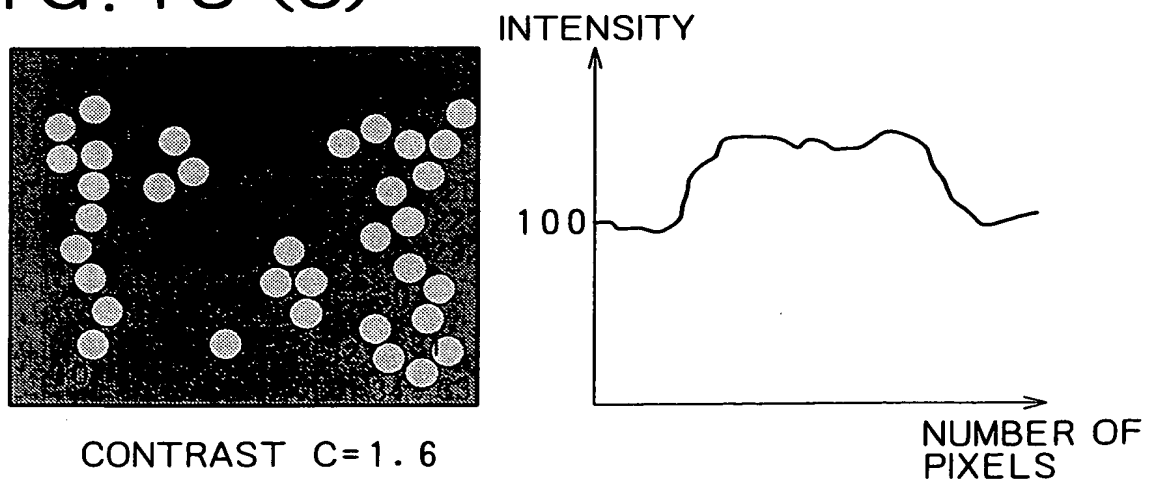 INTENSITY
100
CONTRAST C=1.6
NUMBER OF
PIXELS